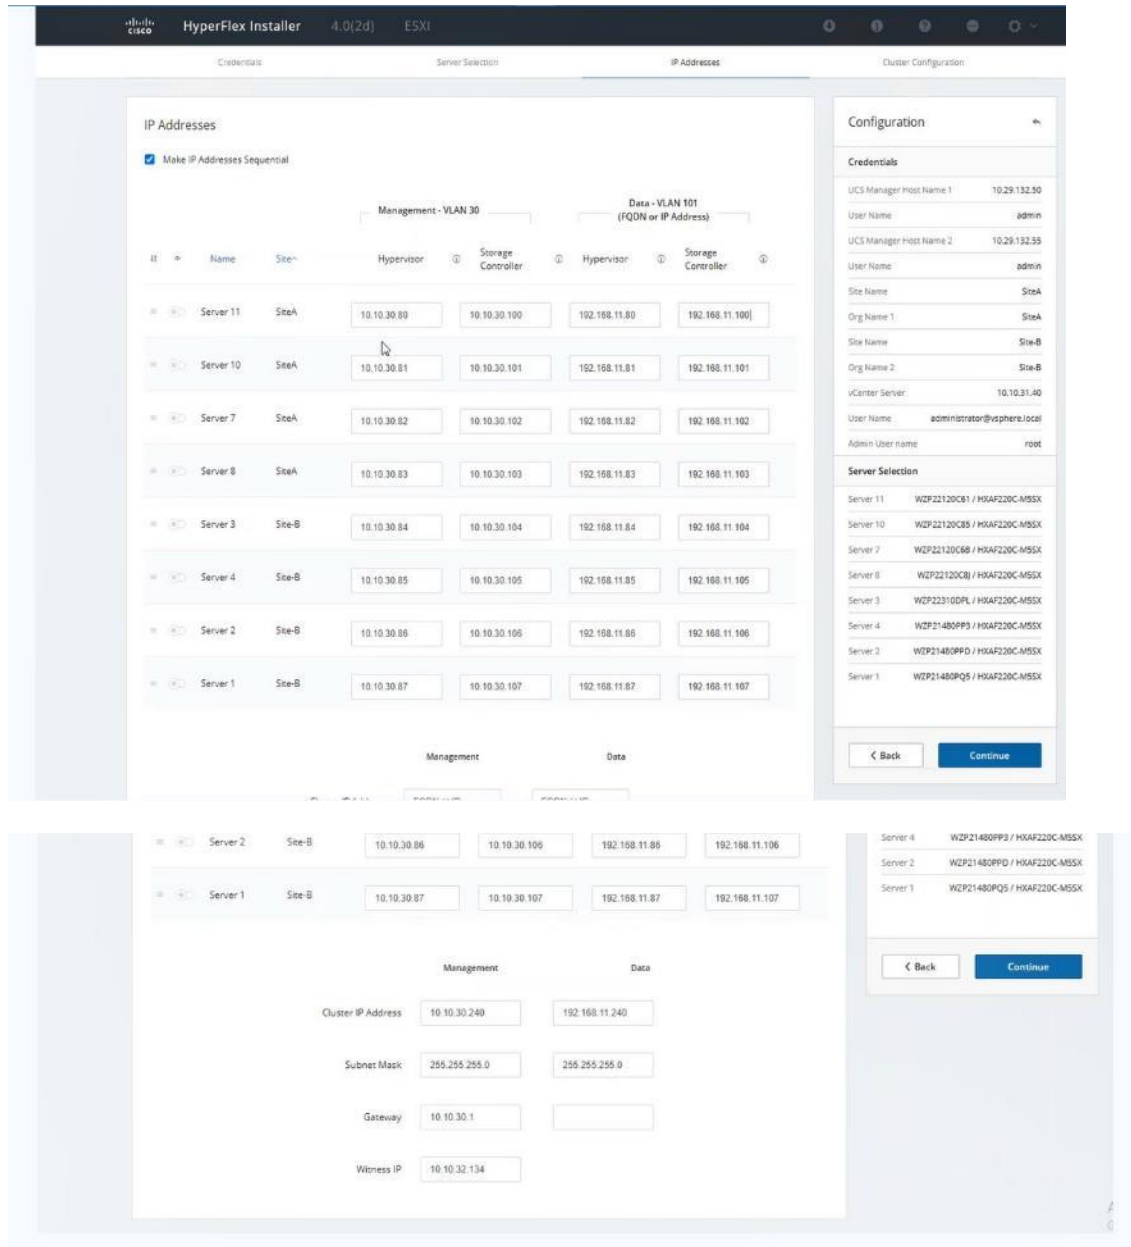 cisco HyperFlex Installer 4.0(2d) ESXi
Credentials Server Selection IP Addresses Cluster Configuration
IP Addresses
Make IP Addresses Sequential
Management - VLAN 30 Data - VLAN 101
(FQDN or IP Address)
Name Site Hypervisor Storage Controller Hypervisor Storage Controller
Server 11 SiteA 10.10.30.80 10.10.30.100 192.168.11.80 192.168.11.100
Server 10 SiteA 10.10.30.81 10.10.30.101 192.168.11.81 192.168.11.101
Server 7 SiteA 10.10.30.82 10.10.30.102 192.168.11.82 192.168.11.102
Server 8 SiteA 10.10.30.83 10.10.30.103 192.168.11.83 192.168.11.103
Server 3 Site-B 10.10.30.84 10.10.30.104 192.168.11.84 192.168.11.104
Server 4 Site-B 10.10.30.85 10.10.30.105 192.168.11.85 192.168.11.105
Server 2 Site-B 10.10.30.86 10.10.30.106 192.168.11.86 192.168.11.106
Server 1 Site-B 10.10.30.87 10.10.30.107 192.168.11.87 192.168.11.107
Management Data
Configuration
Credentials
UCS Manager Host Name 1 10.29.132.50
User Name admin
UCS Manager Host Name 2 10.29.132.55
User Name admin
Site Name SiteA
Org Name 1 SiteA
Site Name Site-B
Org Name 2 Site-B
vCenter Server 10.10.31.40
User Name administrator@vsphere.local
Admin User name root
Server Selection
Server 11 WZP22120C61 / HXAF220C-M5SX
Server 10 WZP22120C85 / HXAF220C-M5SX
Server 7 WZP22120C6B / HXAF220C-M5SX
Server 8 WZP22120C8J / HXAF220C-M5SX
Server 3 WZP22310DPL / HXAF220C-M5SX
Server 4 WZP21480PP3 / HXAF220C-M5SX
Server 2 WZP21480PPD / HXAF220C-M5SX
Server 1 WZP21480PQ5 / HXAF220C-M5SX
< Back Continue
Server 2 Site-B 10.10.30.86 10.10.30.106 192.168.11.86 192.168.11.106
Server 1 Site-B 10.10.30.87 10.10.30.107 192.168.11.87 192.168.11.107
Management Data
Cluster IP Address 10.10.30.240 192.168.11.240
Subnet Mask 255.255.255.0 255.255.255.0
Gateway 10.10.30.1
Witness IP 10.10.32.134
Server 4 WZP21480PP3 / HXAF220C-M5SX
Server 2 WZP21480PPD / HXAF220C-M5SX
Server 1 WZP21480PQ5 / HXAF220C-M5SX
< Back Continue